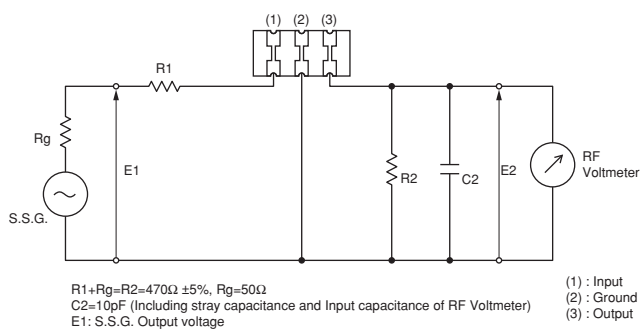 (1) (2) (3)
R1
Rg
E1
R2
C2
E2
RF
Voltmeter
S.S.G.
R1+Rg=R2=470Ω ±5%, Rg=50Ω
C2=10pF (Including stray capacitance and Input capacitance of RF Voltmeter)
E1: S.S.G. Output voltage
(1) : Input
(2) : Ground
(3) : Output